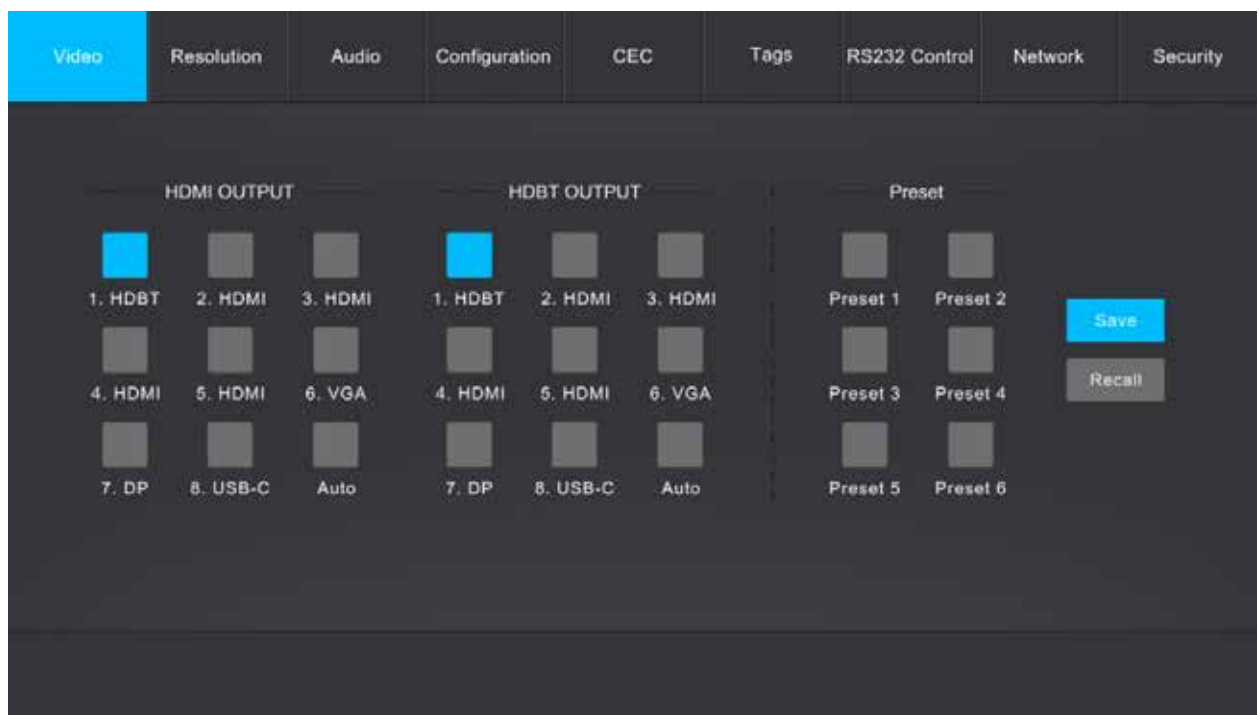 Video Resolution Audio Configuration CEC Tags RS232 Control Network Security
HDMI OUTPUT HDBT OUTPUT Preset
1. HDBT 2. HDMI 3. HDMI 1. HDBT 2. HDMI 3. HDMI Preset 1 Preset 2
Save
4. HDMI 5. HDMI 6. VGA 4. HDMI 5. HDMI 6. VGA Preset 3 Preset 4
Recall
7. DP 8. USB-C Auto 7. DP 8. USB-C Auto Preset 5 Preset 6